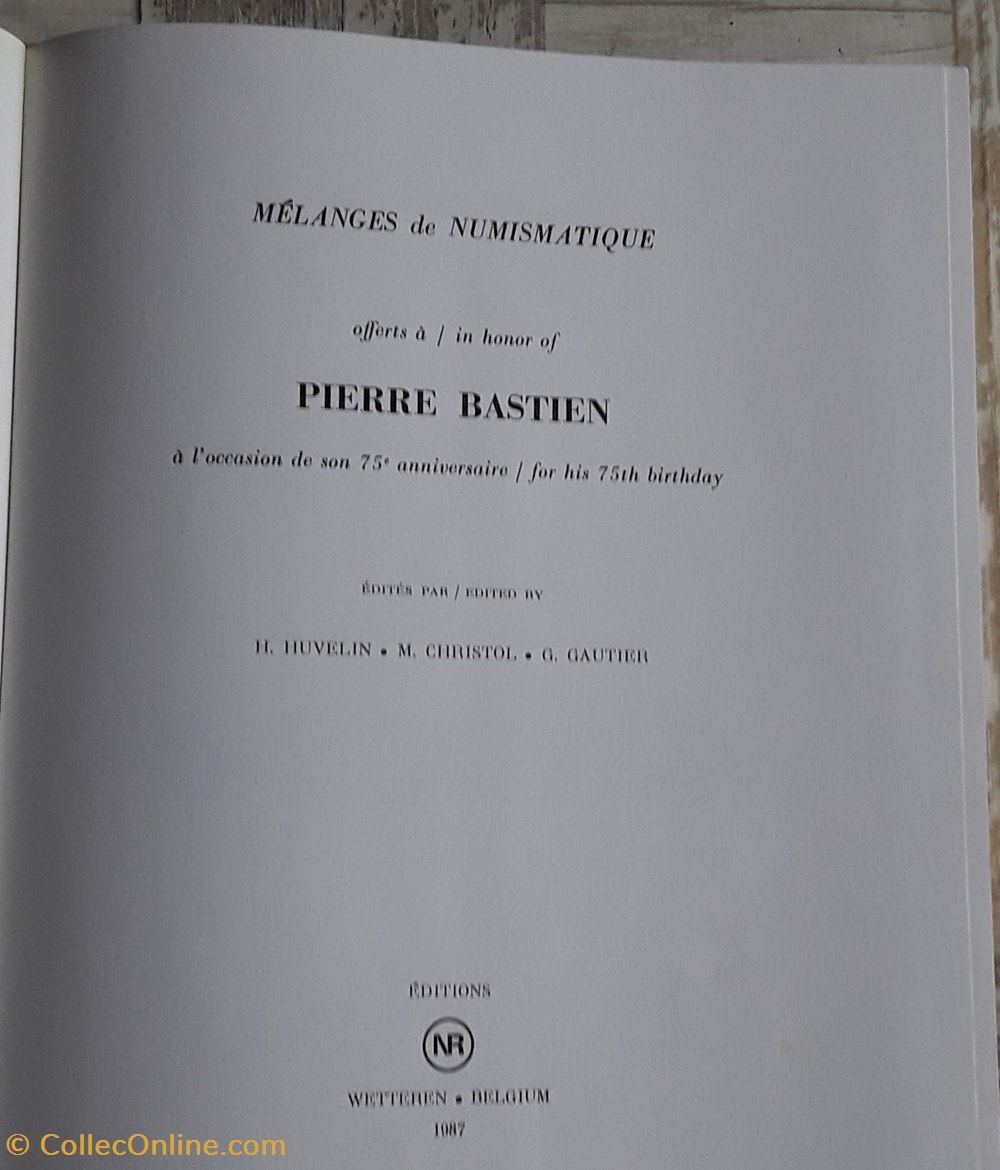 MÉLANGES de NUMISMATIQUE
offerts à / in honor of
PIERRE BASTIEN
à l'occasion de son 75e anniversaire / for his 75th birthday
ÉDITÉS PAR / EDITED BY
H. HUVELIN • M. CHRISTOL • G. GAUTIER
ÉDITIONS
NR
WETTEREN • BELGIUM
1987
© CollecOnline.com